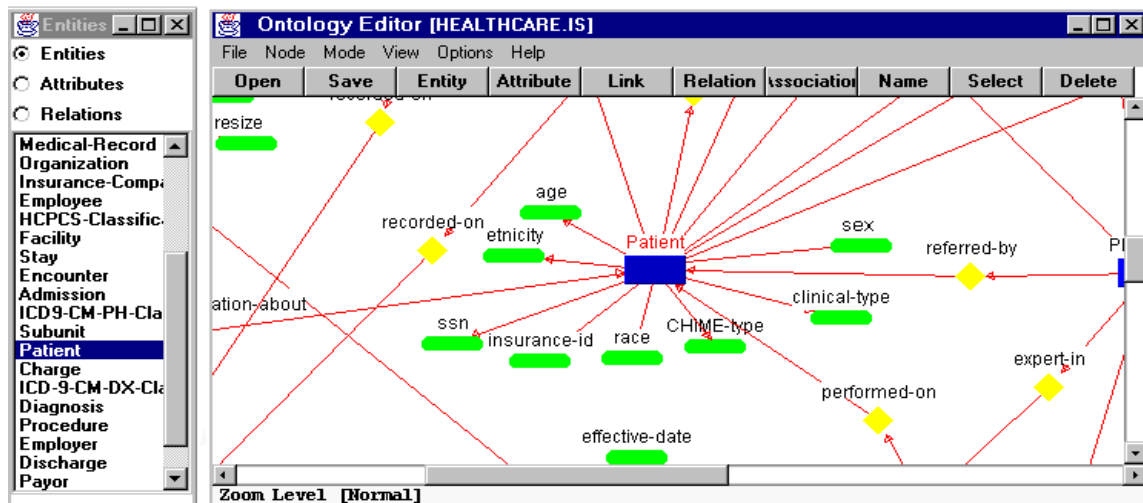 Entities
Entities
Attributes
Relations
Medical-Record
Organization
Insurance-Compa
Employee
HCPCS-Classific
Facility
Stay
Encounter
Admission
ICD9-CM-PH-Cla
Subunit
Patient
Charge
ICD-9-CM-DX-Cla
Diagnosis
Procedure
Employer
Discharge
Payor
Ontology Editor [HEALTHCARE.IS]
File Node Mode View Options Help
Open Save Entity Attribute Link Relation Association Name Select Delete
recorded-on
resize
age
recorded-on
etnicity
Patient
sex
referred-by
ation-about
clinical-type
ssn
insurance-id
race
CHIME-type
expert-in
performed-on
effective-date
Zoom Level [Normal]